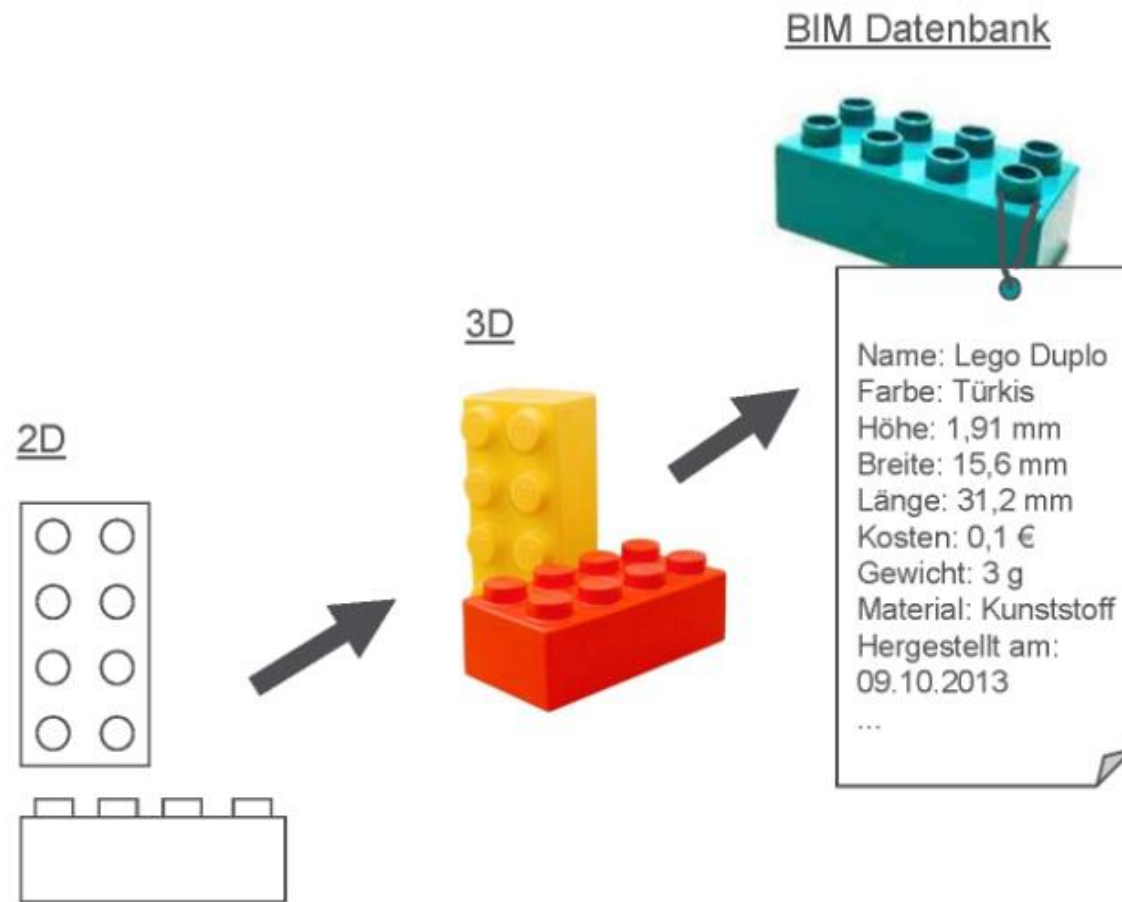 BIM Datenbank
3D
2D
Name: Lego Duplo
Farbe: Türkis
Höhe: 1,91 mm
Breite: 15,6 mm
Länge: 31,2 mm
Kosten: 0,1 €
Gewicht: 3 g
Material: Kunststoff
Hergestellt am:
09.10.2013
...